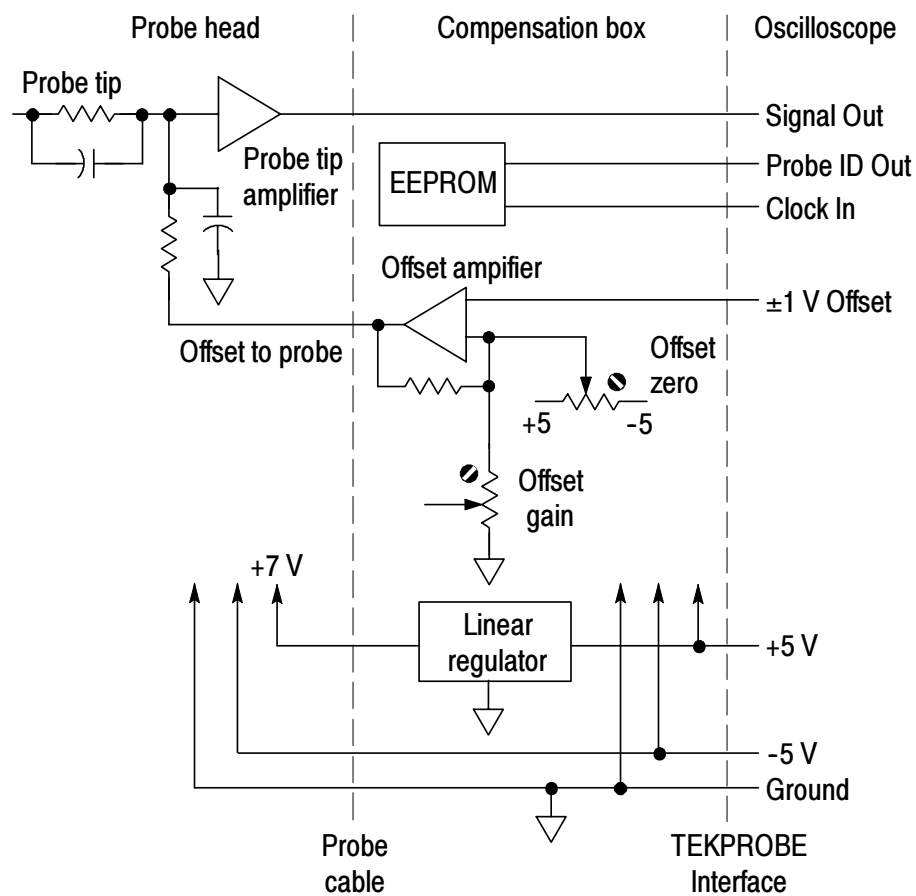 Probe head
Compensation box
Oscilloscope
Probe tip
Signal Out
Probe tip
amplifier
EEPROM
Probe ID Out
Clock In
Offset ampifier
±1 V Offset
Offset to probe
Offset
zero
+5
-5
Offset
gain
+7 V
Linear
regulator
+5 V
-5 V
Ground
Probe
cable
TEKPROBE
Interface